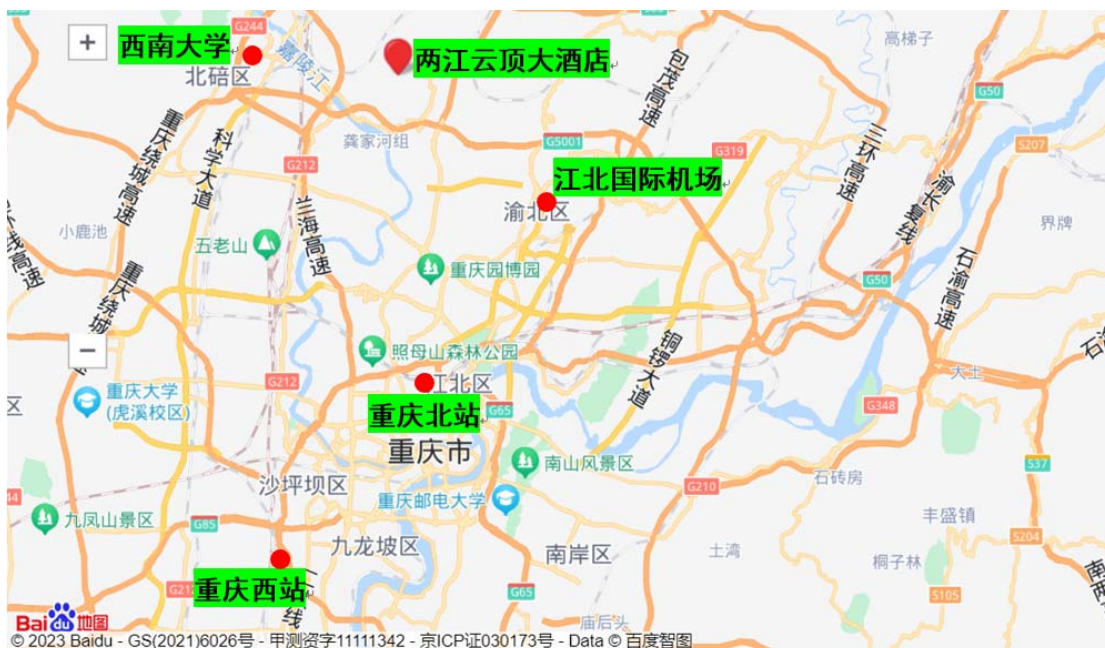 G244
西南大学
北碚区
嘉陵江
两江云顶大酒店
包茂高速
高梯子
G50
重庆绕城高速
科学大道
G212
龚家河组
G5001
G319
三环高速
S207
渝长复线
江北国际机场
渝北区
小鹿池
五老山
兰海高速
重庆园博园
界牌
石渝高速
G50
重庆绕城
照母山森林公园
铜锣大道
大土
重庆大学
(虎溪校区)
G212
江北区
G348
重庆北站
G65
重庆市
南山风景区
沙坪坝区
重庆邮电大学
G210
石砖房
S37
九凤山景区
G85
九龙坡区
南岸区
土湾
丰盛镇
S204
桐子林
重庆西站
G65
S105
庙后头
Bai du 地图
© 2023 Baidu - GS(2021)6026号 - 甲测资字11111342 - 京ICP证030173号 - Data © 百度智图